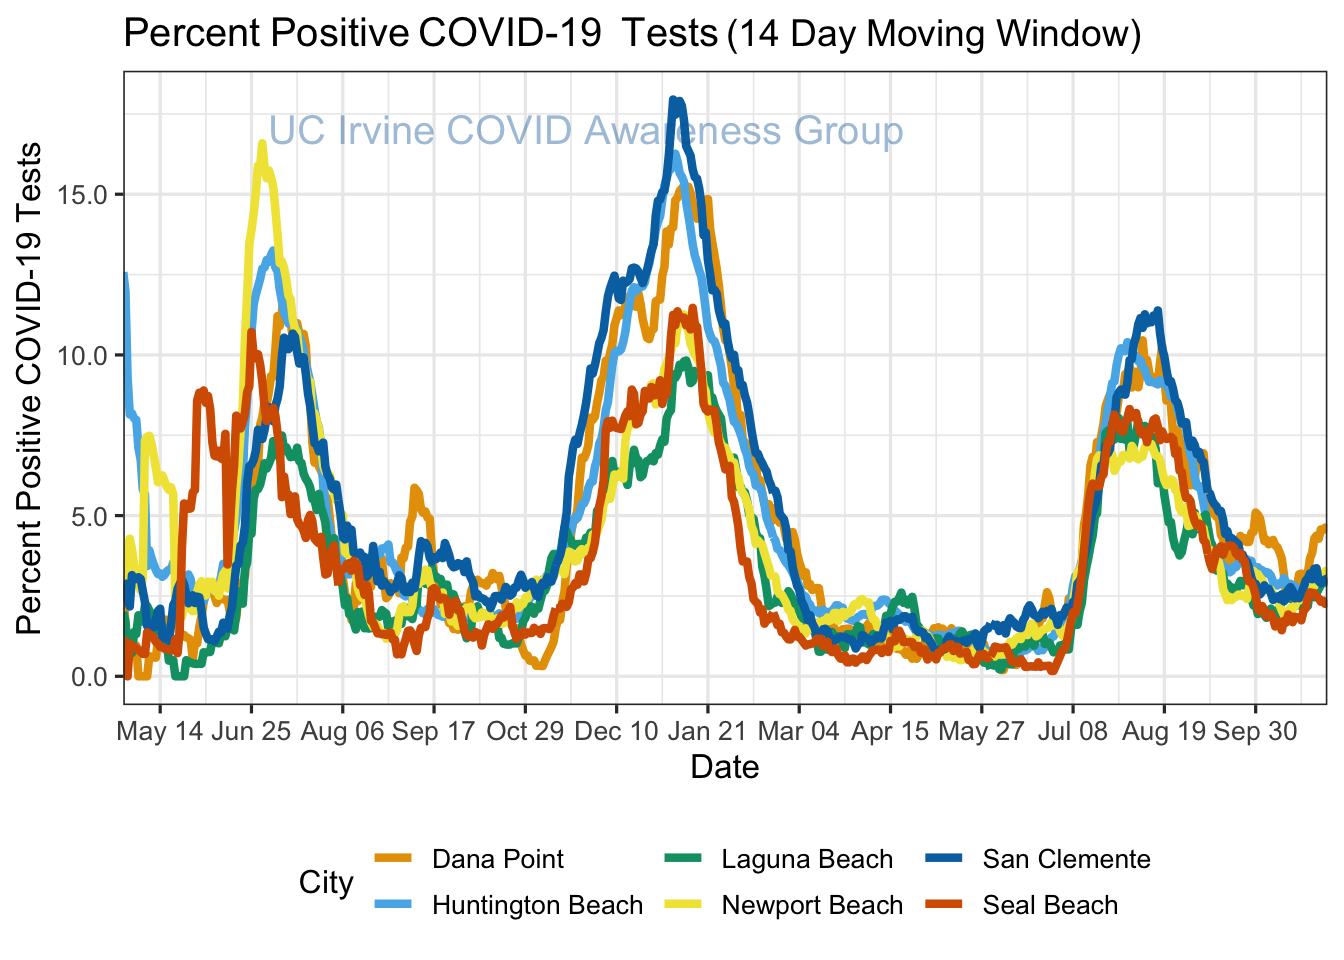 Percent Positive COVID-19 Tests (14 Day Moving Window)
UC Irvine COVID Awareness Group
Percent Positive COVID-19 Tests
15.0
10.0
5.0
0.0
May 14 Jun 25 Aug 06 Sep 17 Oct 29 Dec 10 Jan 21 Mar 04 Apr 15 May 27 Jul 08 Aug 19 Sep 30
Date
City
Dana Point Laguna Beach San Clemente
Huntington Beach Newport Beach Seal Beach